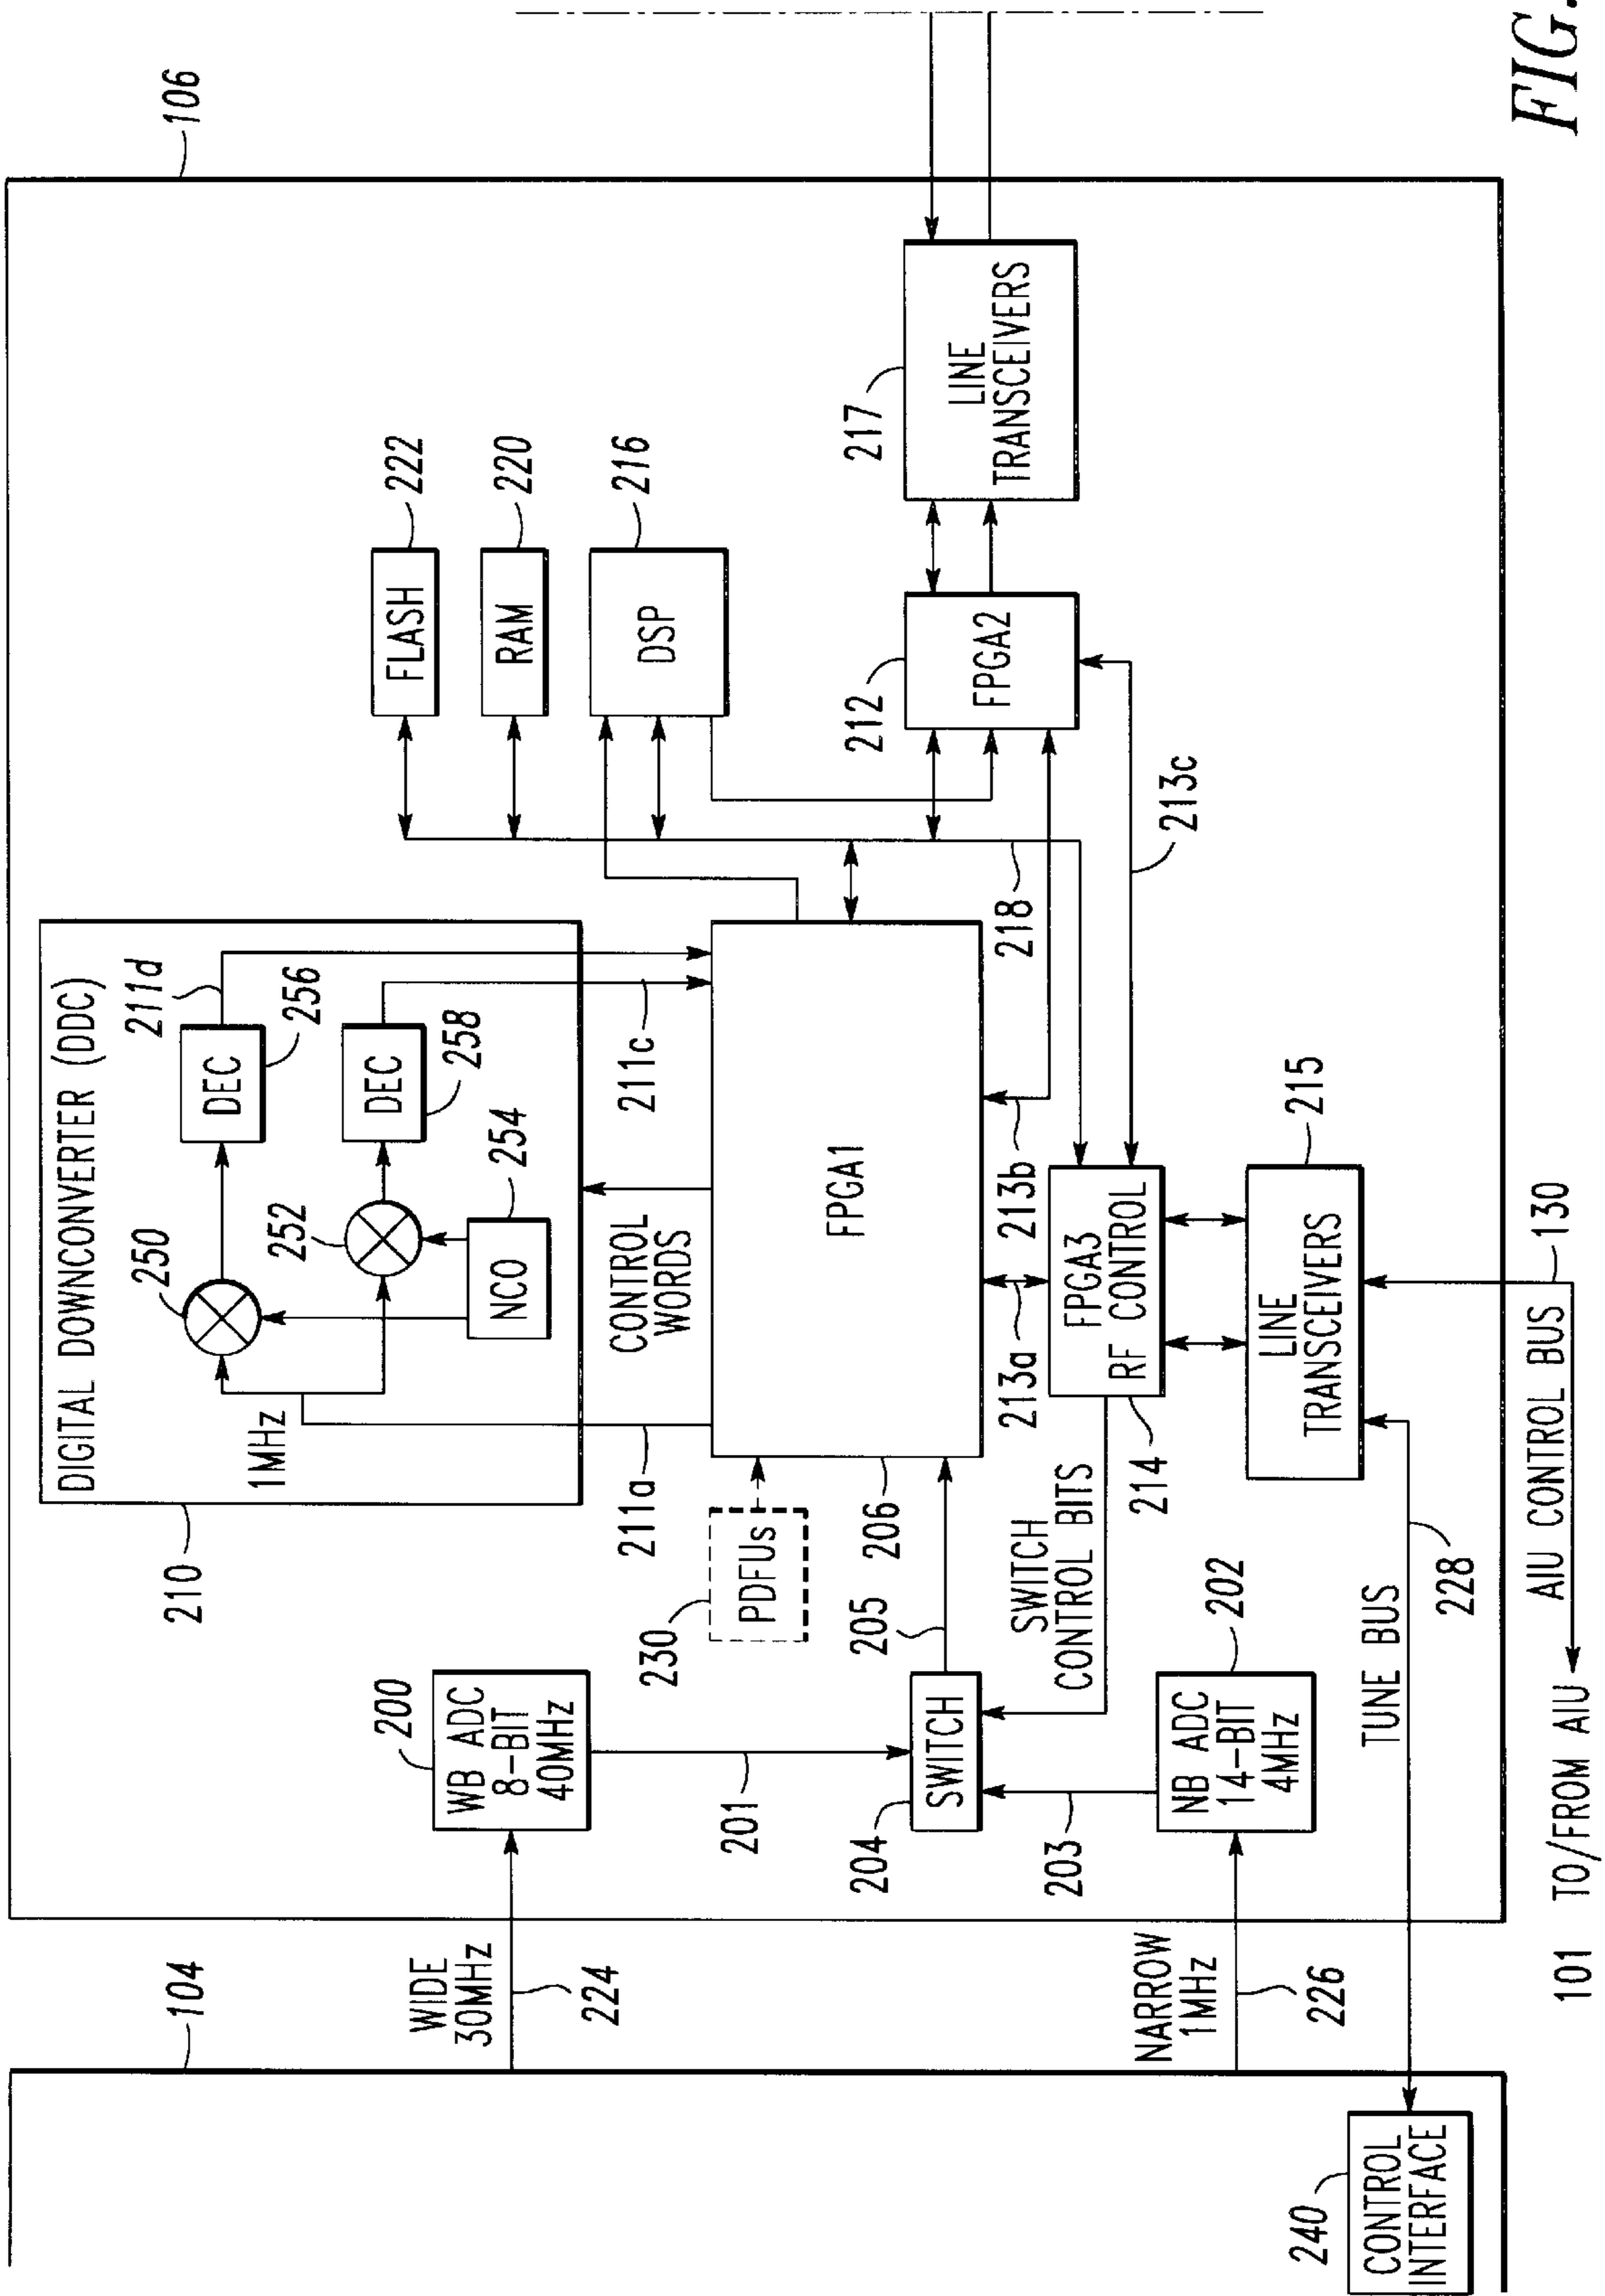 104
106
WIDE
30MHz
224
200
WB ADC
8-BIT
40MHz
201
210
DIGITAL DOWNCONVERTER (DDC)
1MHz
250
252
254
NCO
DEC
256
211d
DEC
258
211c
211a
CONTROL
WORDS
222
FLASH
220
RAM
216
DSP
230
PDFUs
206
FPGA1
205
204
SWITCH
203
SWITCH
CONTROL BITS
NARROW
1MHz
226
202
NB ADC
14-BIT
4MHz
213a
213b
218
213c
212
FPGA2
217
LINE
TRANSCEIVERS
FPGA3
RF CONTROL
214
215
LINE
TRANSCEIVERS
240
CONTROL
INTERFACE
TUNE BUS
228
AIU CONTROL BUS
130
101 TO/FROM AIU
FIG.